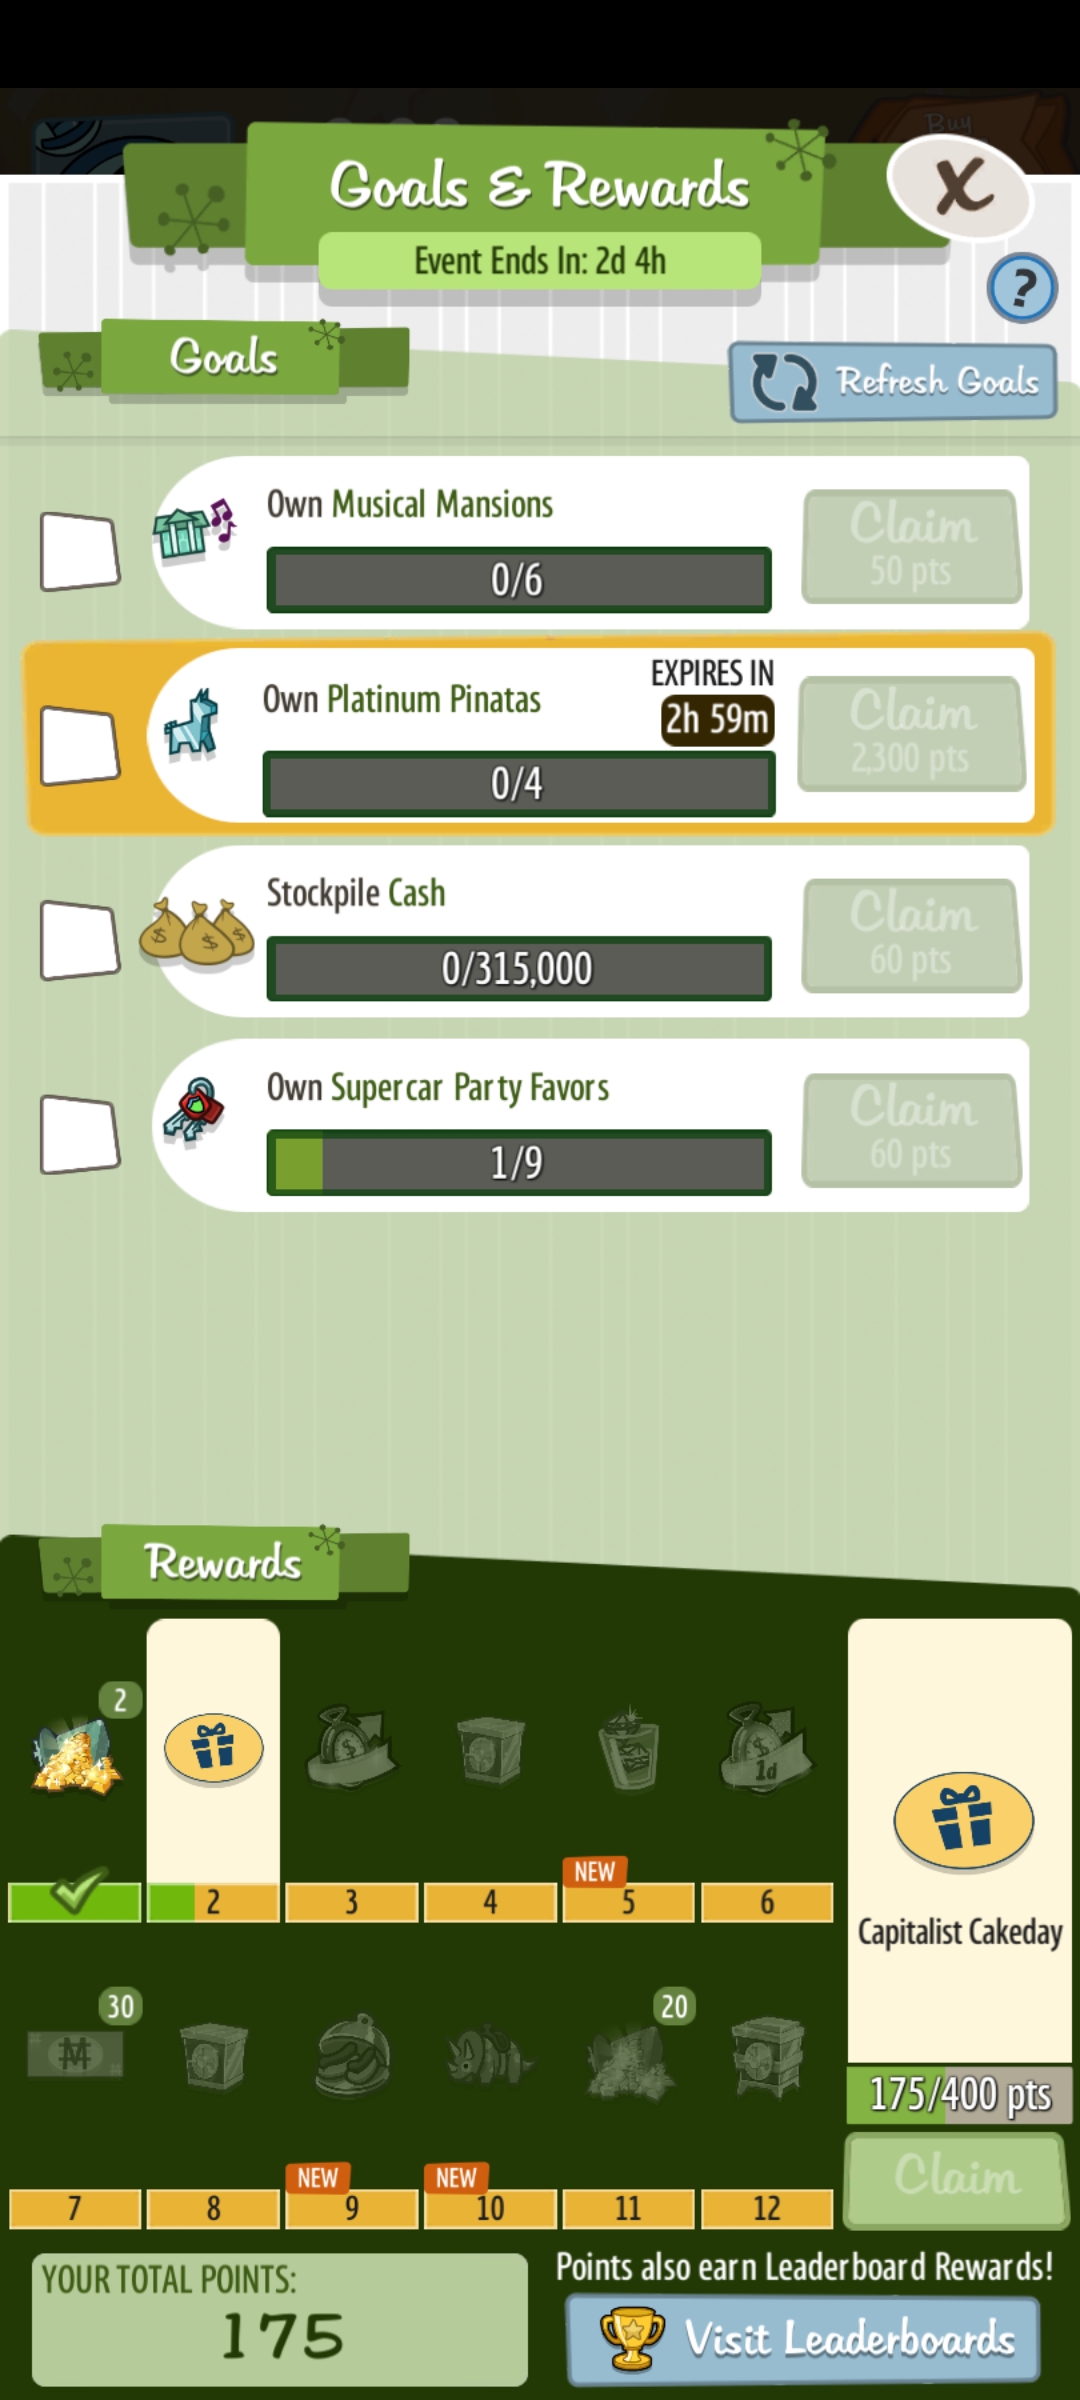 Buy
Goals & Rewards
X
Event Ends In: 2d 4h
?
Goals
Refresh Goals
Own Musical Mansions
0/6
Claim
50 pts
Own Platinum Pinatas
EXPIRES IN
2h 59m
0/4
Claim
2,300 pts
Stockpile Cash
0/315,000
Claim
60 pts
Own Supercar Party Favors
1/9
Claim
60 pts
Rewards
2
1d
2
3
4
NEW
5
6
Capitalist Cakeday
30
20
175/400 pts
Claim
7
8
NEW
9
NEW
10
11
12
YOUR TOTAL POINTS:
175
Points also earn Leaderboard Rewards!
Visit Leaderboards